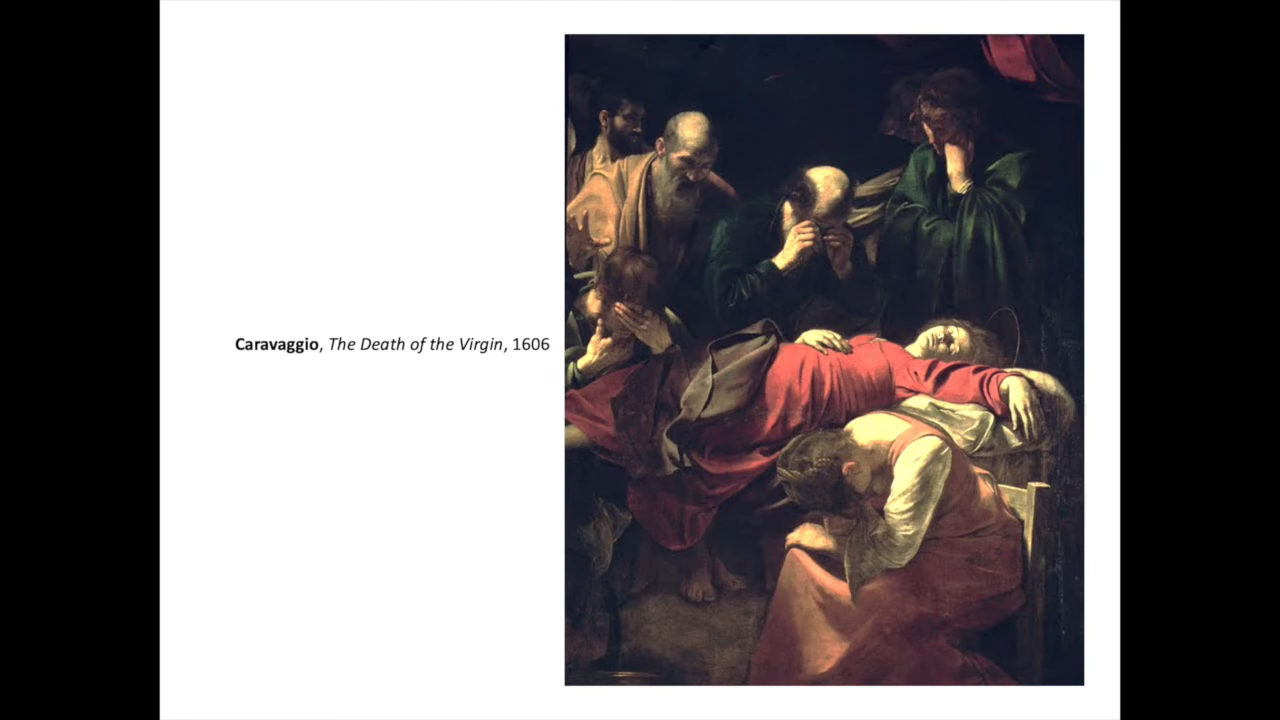 Caravaggio, The Death of the Virgin, 1606